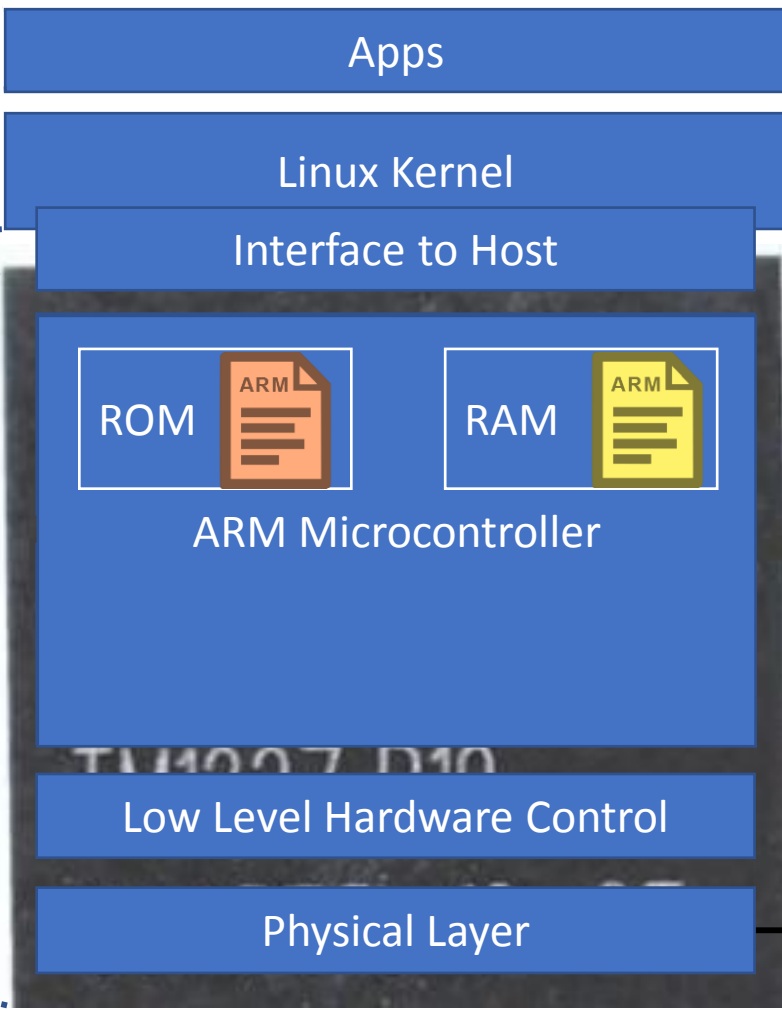 Apps
Linux Kernel
Interface to Host
ROM
ARM
RAM
ARM
ARM Microcontroller
Low Level Hardware Control
Physical Layer